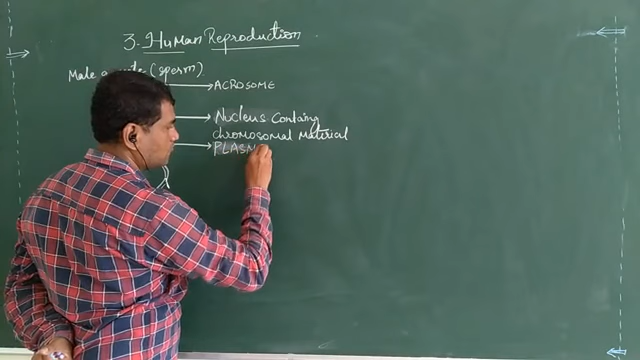 3. Human Reproduction
Male (sperm)
ACROSOME
Nucleus Containg
chromosomal Material
PLASM